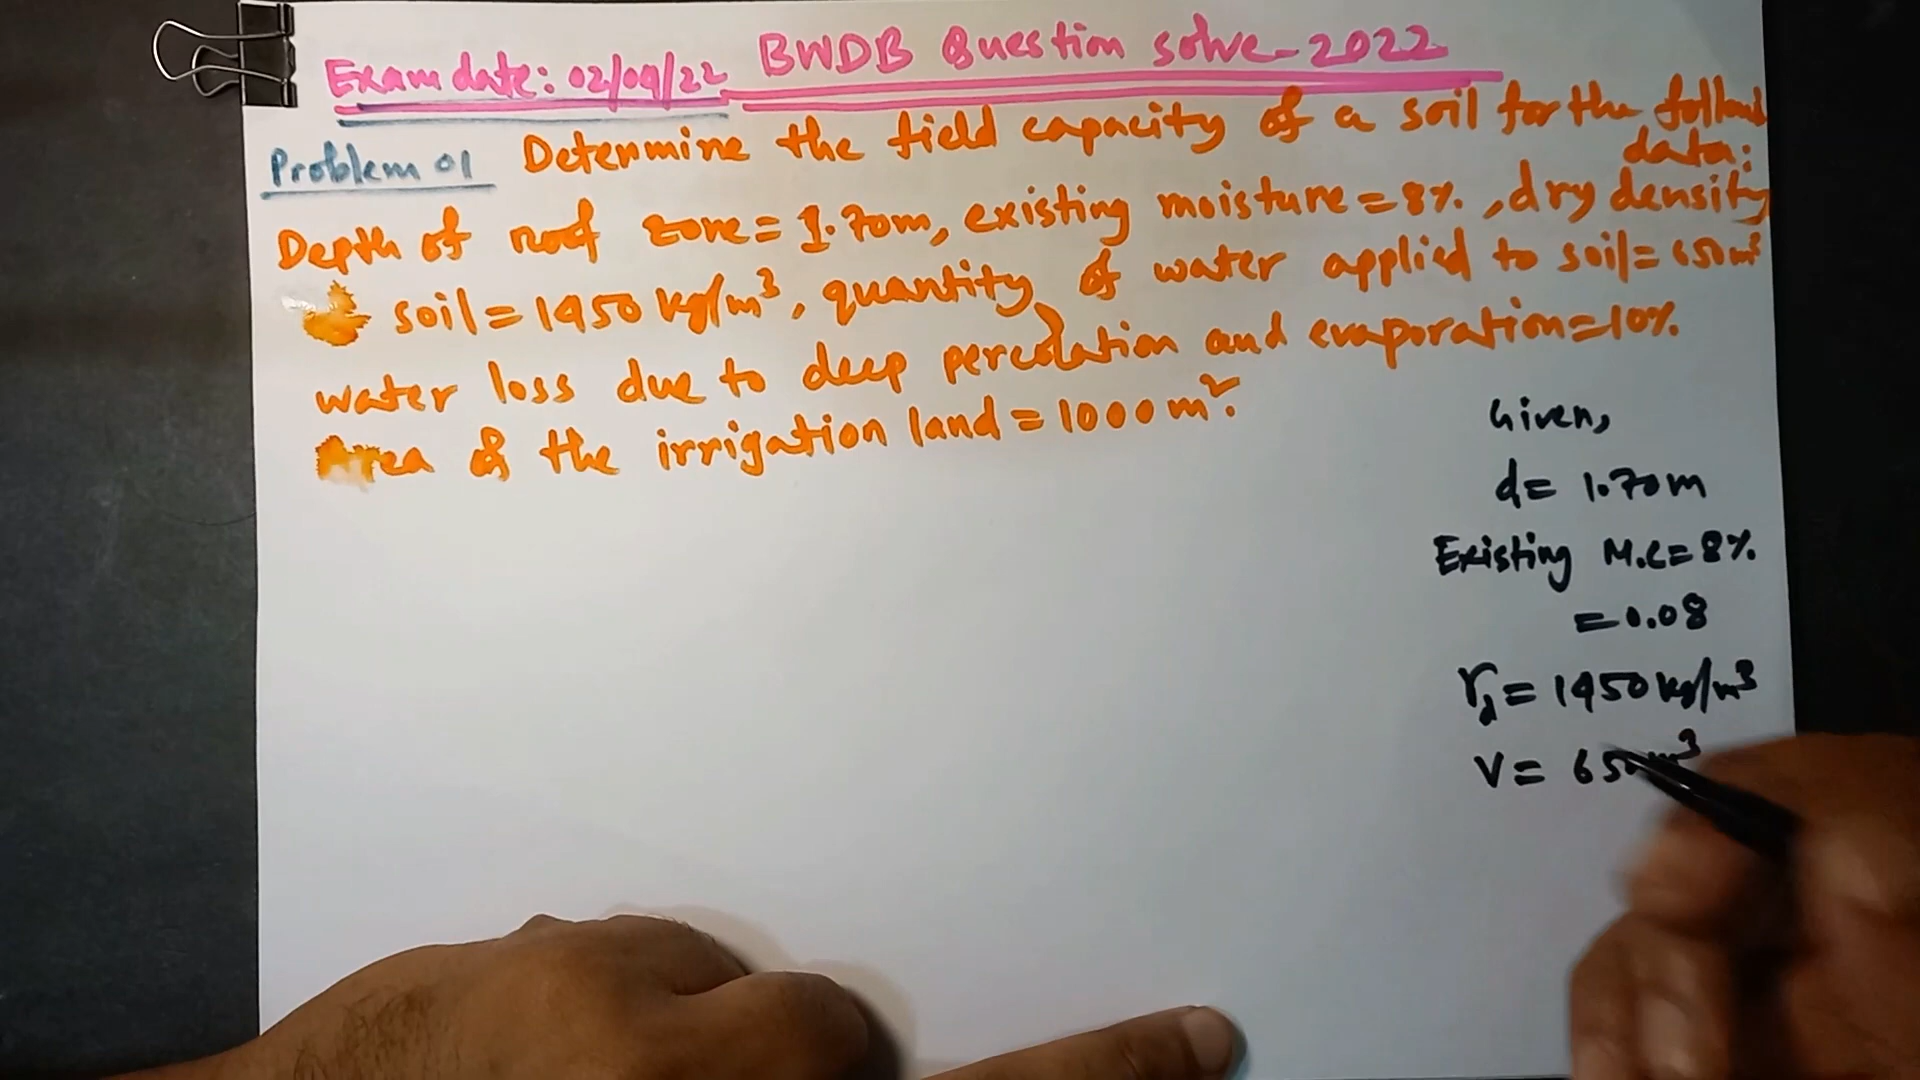 BWDB Question solve-2022
Exam date: 02/09/22
Problem 01 Determine the field capacity of a soil for the
data:
Depth of root zone = 1.70m, existing moisture = 8%, dry density
soil = 1450 kg/m³, quantity of water applied to soil = 650m³
water loss due to deep percolation and evaporation = 10%.
Area of the irrigation land = 1000 m².
Given,
d = 1.70m
Existing M.C = 8%
= 0.08
γd = 1450 kg/m³
V = 650 m³